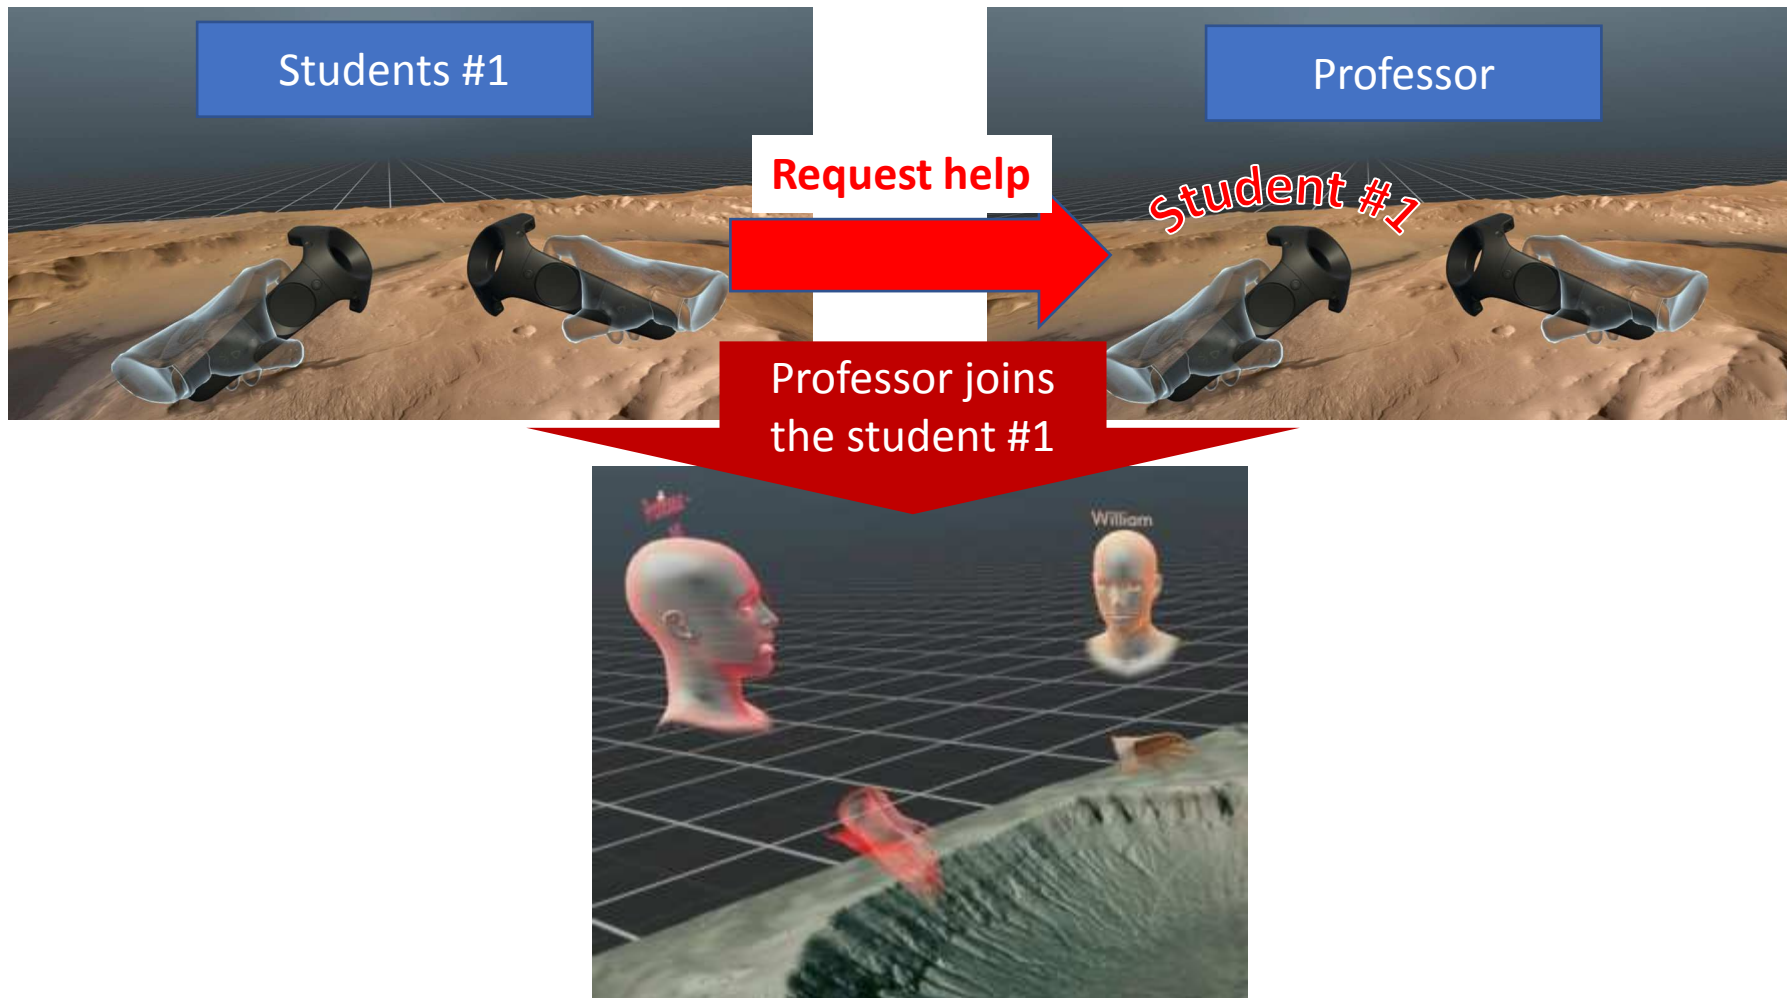 Students #1
Professor
Request help
Student #1
Professor joins
the student #1
William